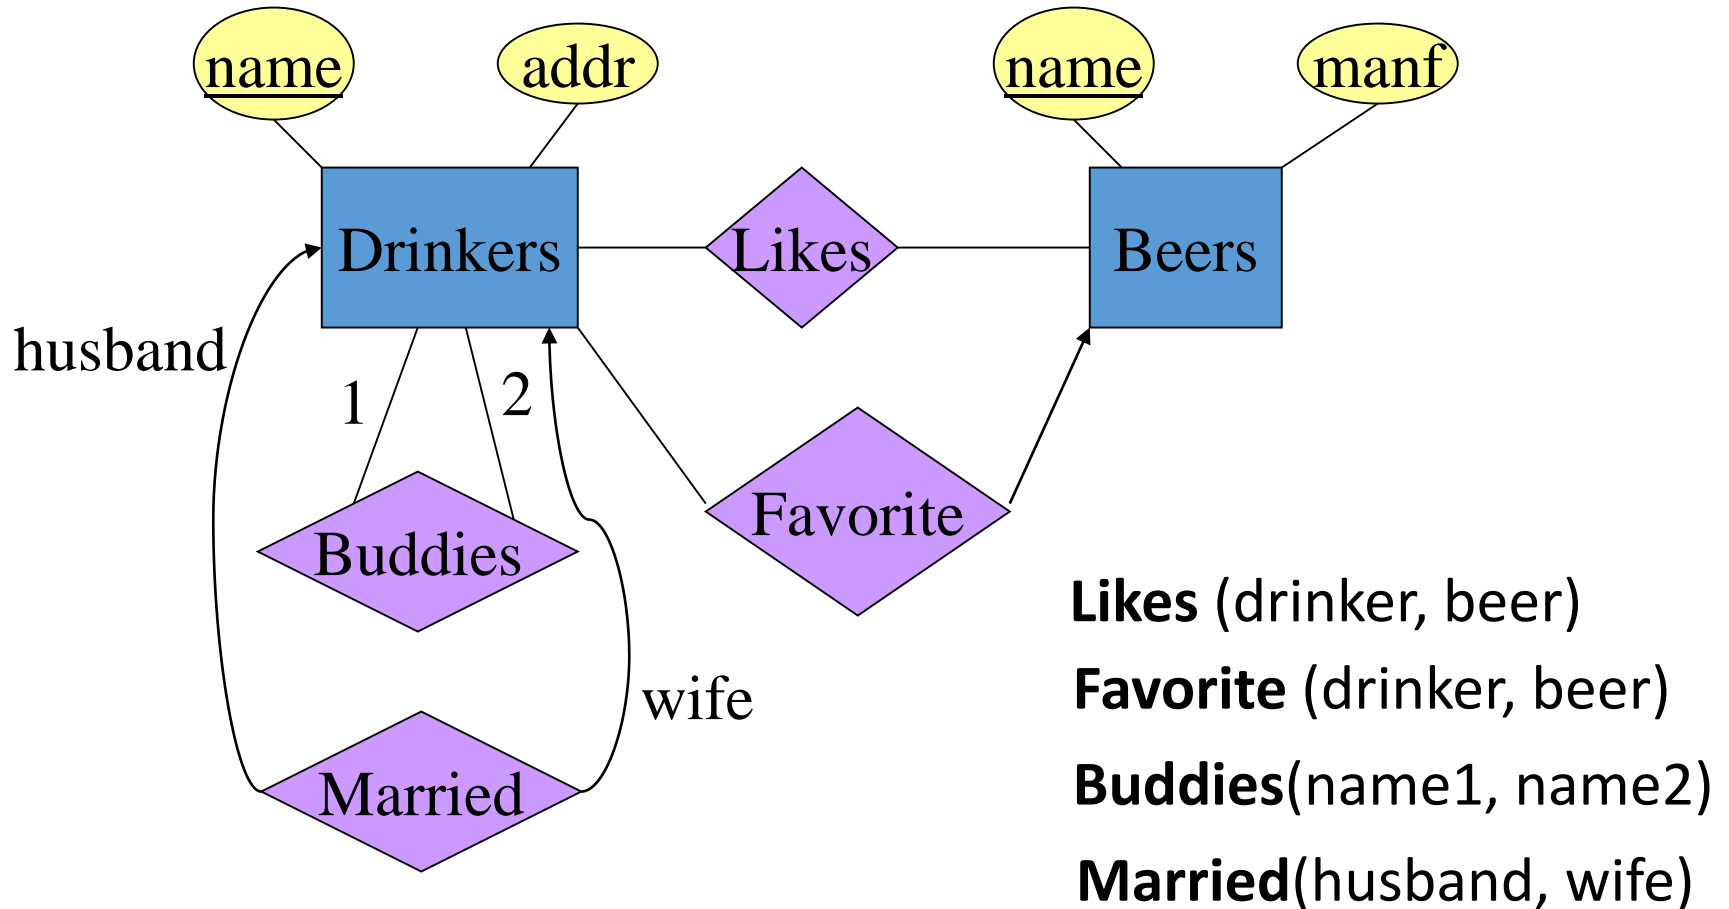 name
addr
name
manf
Drinkers
Likes
Beers
husband
1
2
Buddies
Favorite
wife
Married
Likes (drinker, beer)
Favorite (drinker, beer)
Buddies(name1, name2)
Married(husband, wife)